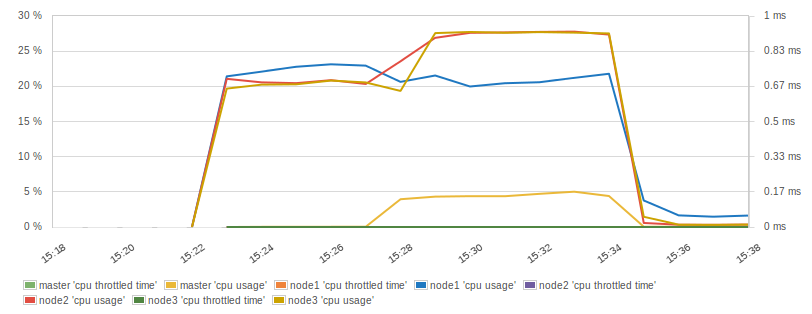 30 %
25 %
20 %
15 %
10 %
5 %
0 %
1 ms
0.83 ms
0.67 ms
0.5 ms
0.33 ms
0.17 ms
0 ms
15:18
15:20
15:22
15:24
15:26
15:28
15:30
15:32
15:34
15:36
15:38
master 'cpu throttled time' master 'cpu usage' node1 'cpu throttled time' node1 'cpu usage' node2 'cpu throttled time'
node2 'cpu usage' node3 'cpu throttled time' node3 'cpu usage'